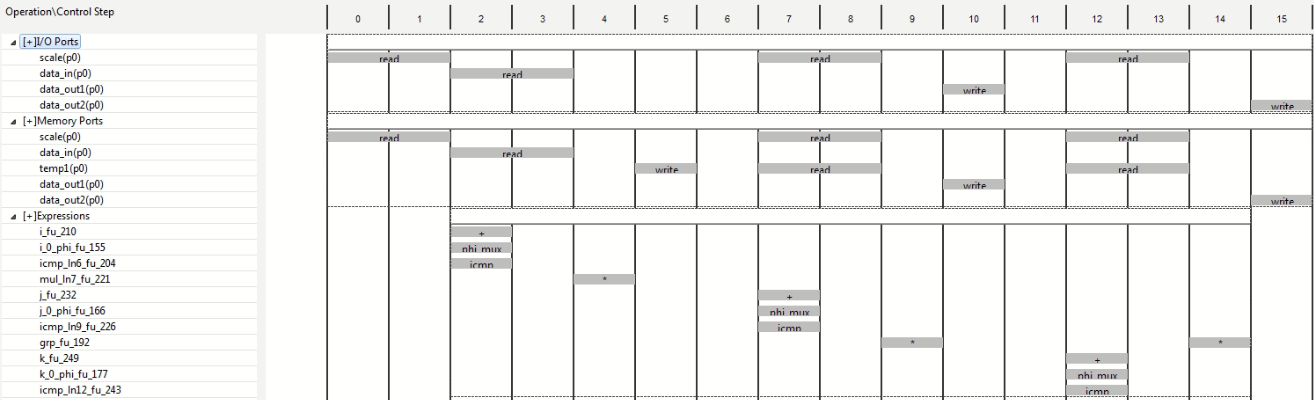 Operation\Control Step 0 1 2 3 4 5 6 7 8 9 10 11 12 13 14 15
[+]I/O Ports
scale(p0) read read read
data_in(p0) read
data_out1(p0) write
data_out2(p0) write
[+]Memory Ports
scale(p0) read read read
data_in(p0) read
temp1(p0) write read read
data_out1(p0) write
data_out2(p0) write
[+]Expressions
i_fu_210 +
i_0_phi_fu_155 phi_mux
icmp_ln6_fu_204 icmp
mul_ln7_fu_221 *
j_fu_232 +
j_0_phi_fu_166 phi_mux
icmp_ln9_fu_226 icmp
grp_fu_192 * *
k_fu_249 +
k_0_phi_fu_177 phi_mux
icmp_ln12_fu_243 icmp